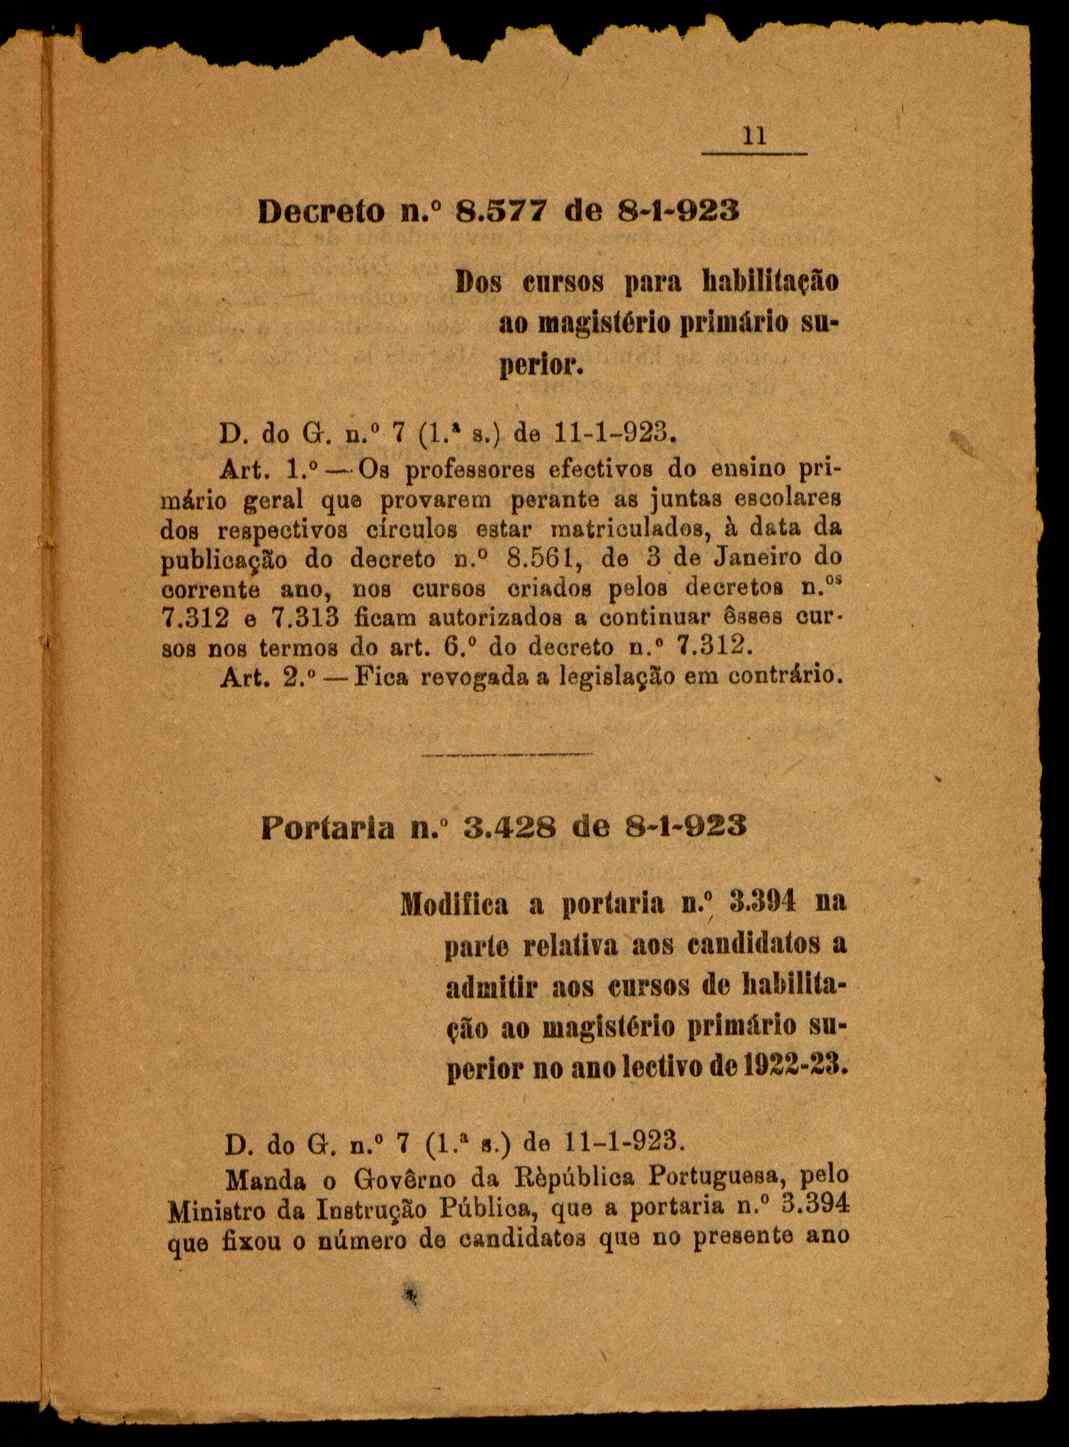 11
Decreto n.º 8.577 de 8-1-923
Dos cursos para habilitação
ao magistério primário su-
perior.
D. do G. n.º 7 (1.ª s.) de 11-1-923.
Art. 1.º — Os professores efectivos do ensino pri-
mário geral que provarem perante as juntas escolares
dos respectivos círculos estar matriculados, à data da
publicação do decreto n.º 8.561, de 3 de Janeiro do
corrente ano, nos cursos criados pelos decretos n.ºˢ
7.312 e 7.313 ficam autorizados a continuar êsses cur-
sos nos termos do art. 6.º do decreto n.º 7.312.
Art. 2.º — Fica revogada a legislação em contrário.
Portaria n.º 3.428 de 8-1-923
Modifica a portaria n.º 3.394 na
parte relativa aos candidatos a
admitir aos cursos de habilita-
ção ao magistério primário su-
perior no ano lectivo de 1922-23.
D. do G. n.º 7 (1.ª s.) de 11-1-923.
Manda o Govêrno da Rèpública Portuguesa, pelo
Ministro da Instrução Pública, que a portaria n.º 3.394
que fixou o número de candidatos que no presente ano